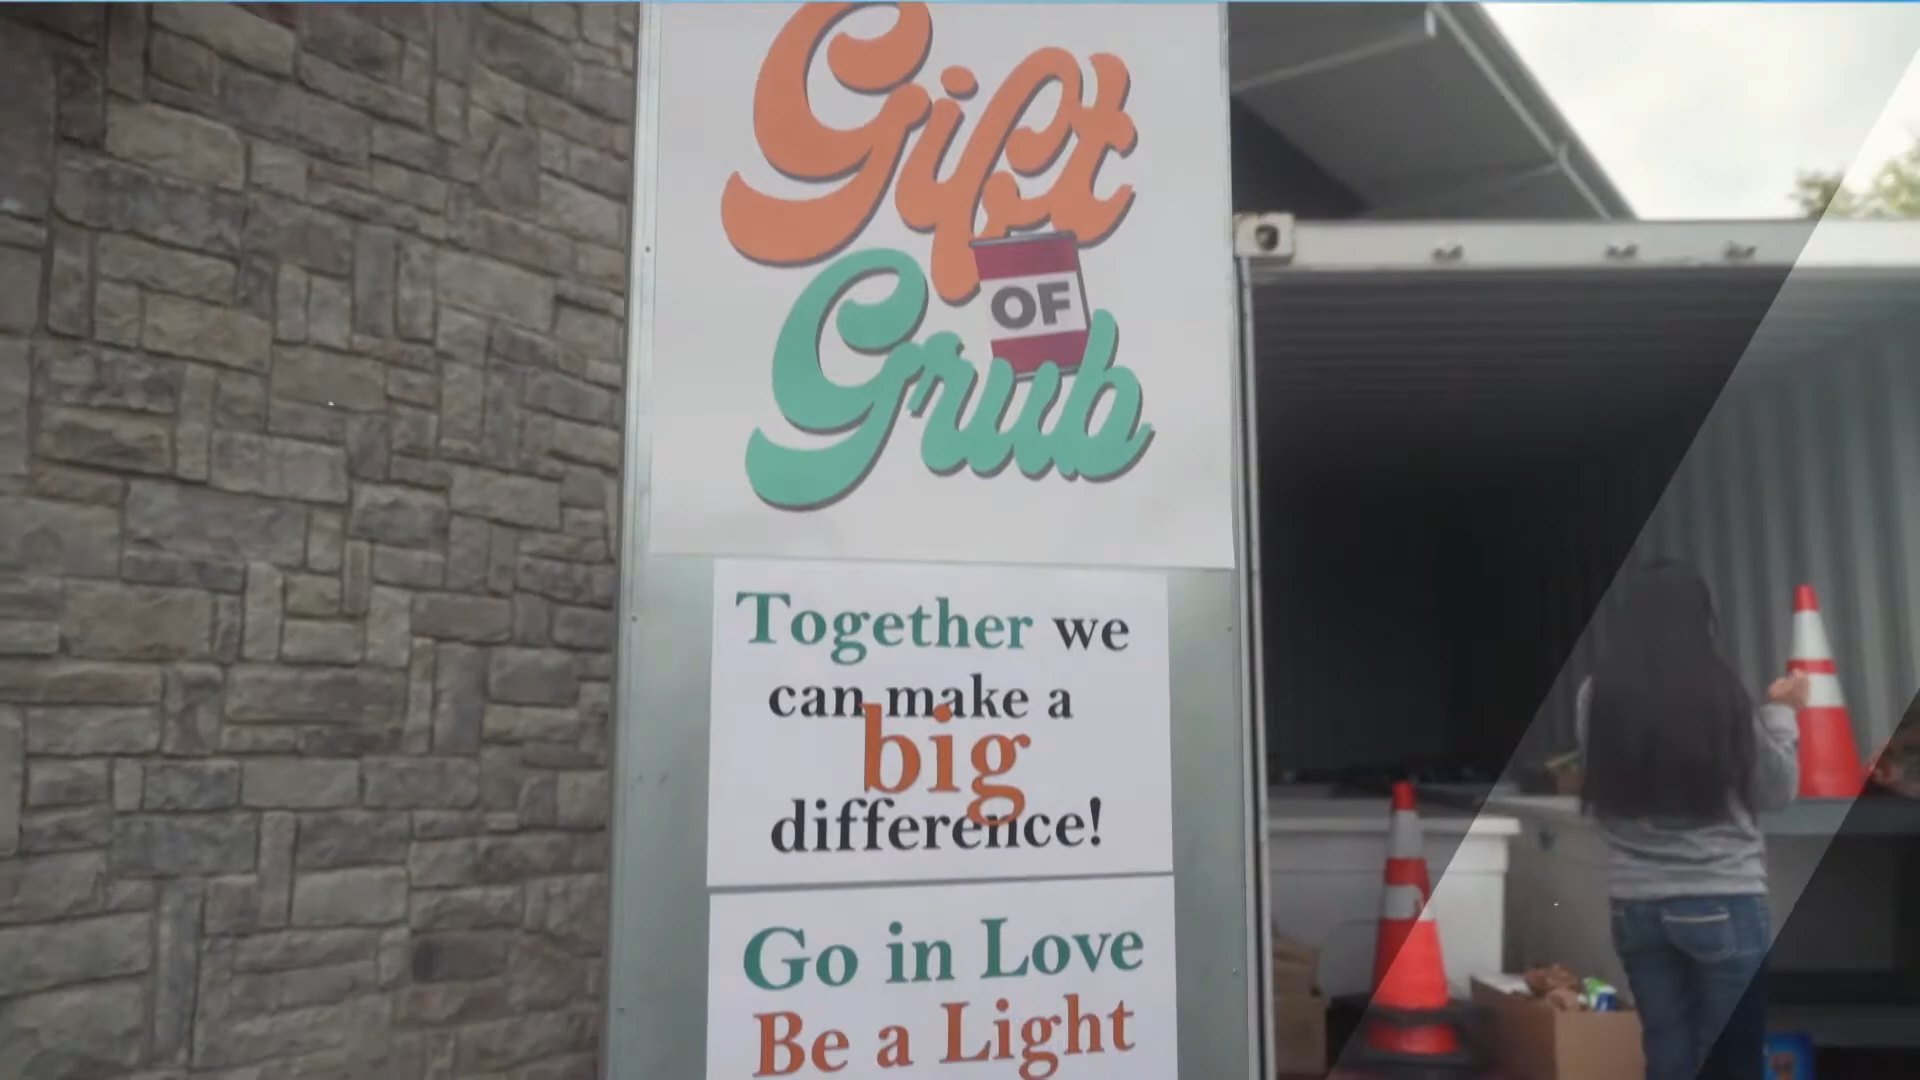 Gift
OF
Grub
Together we
can make a
big
difference!
Go in Love
Be a Light